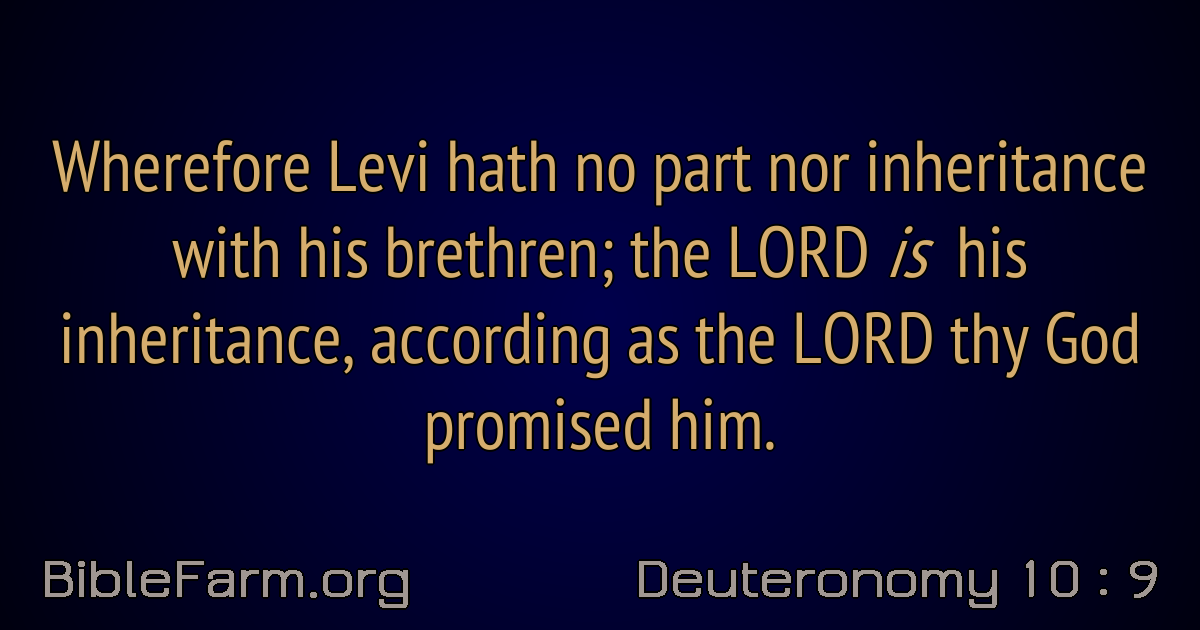 Wherefore Levi hath no part nor inheritance
with his brethren; the LORD is his
inheritance, according as the LORD thy God
promised him.
BibleFarm.org
Deuteronomy 10 : 9